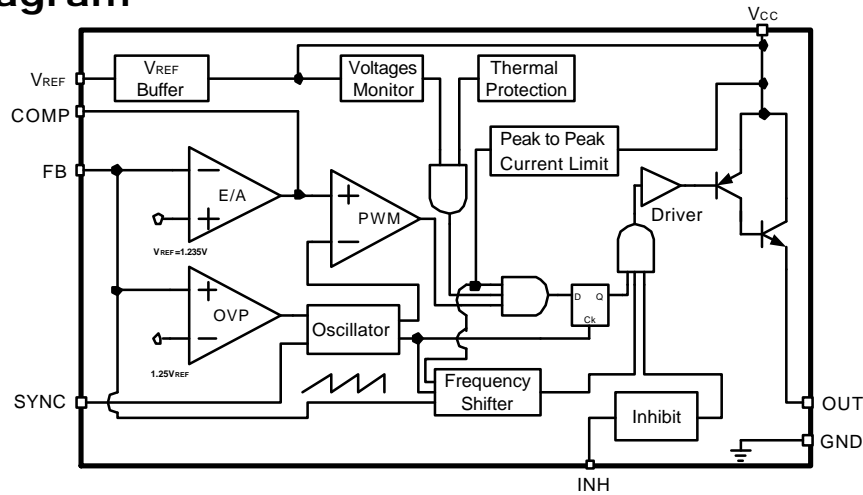 agram
Vcc
VREF
VREF
Buffer
Voltages
Monitor
Thermal
Protection
COMP
Peak to Peak
Current Limit
FB
E/A
PWM
Driver
VREF=1.235V
OVP
Oscillator
D Q
Ck
1.25VREF
Frequency
Shifter
SYNC
Inhibit
OUT
GND
INH